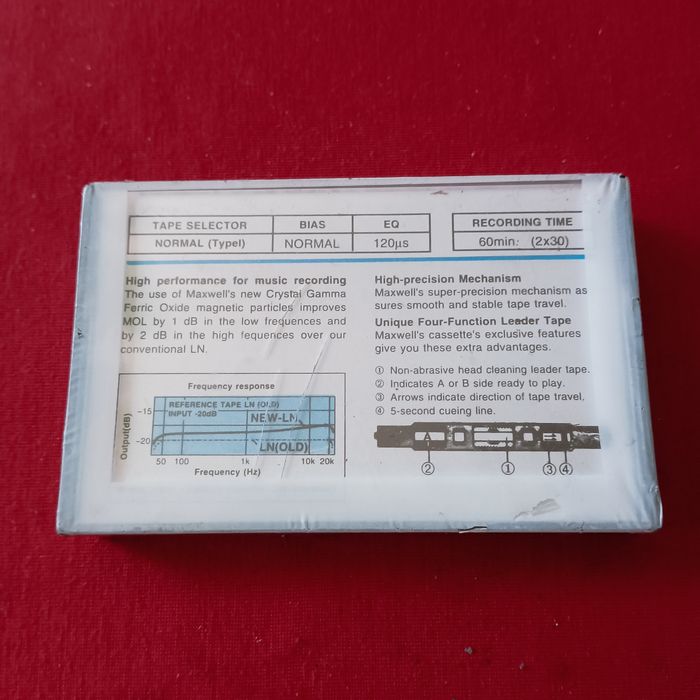 TAPE SELECTOR BIAS EQ RECORDING TIME
NORMAL (TypeI) NORMAL 120µs 60min: (2x30)
High performance for music recording
The use of Maxwell's new Crystal Gamma
Ferric Oxide magnetic particles improves
MOL by 1 dB in the low frequences and
by 2 dB in the high fequences over our
conventional LN.
High-precision Mechanism
Maxwell's super-precision mechanism as
sures smooth and stable tape travel.
Unique Four-Function Leader Tape
Maxwell's cassette's exclusive features
give you these extra advantages.
① Non-abrasive head cleaning leader tape.
② Indicates A or B side ready to play.
③ Arrows indicate direction of tape travel,
④ 5-second cueing line.
Frequency response
REFERENCE TAPE LN (OLD)
INPUT -20dB
NEW-LN
LN(OLD)
Output(dB)
-15
-20
50 100 1k 10k 20k
Frequency (Hz)
A
② ① ③ ④